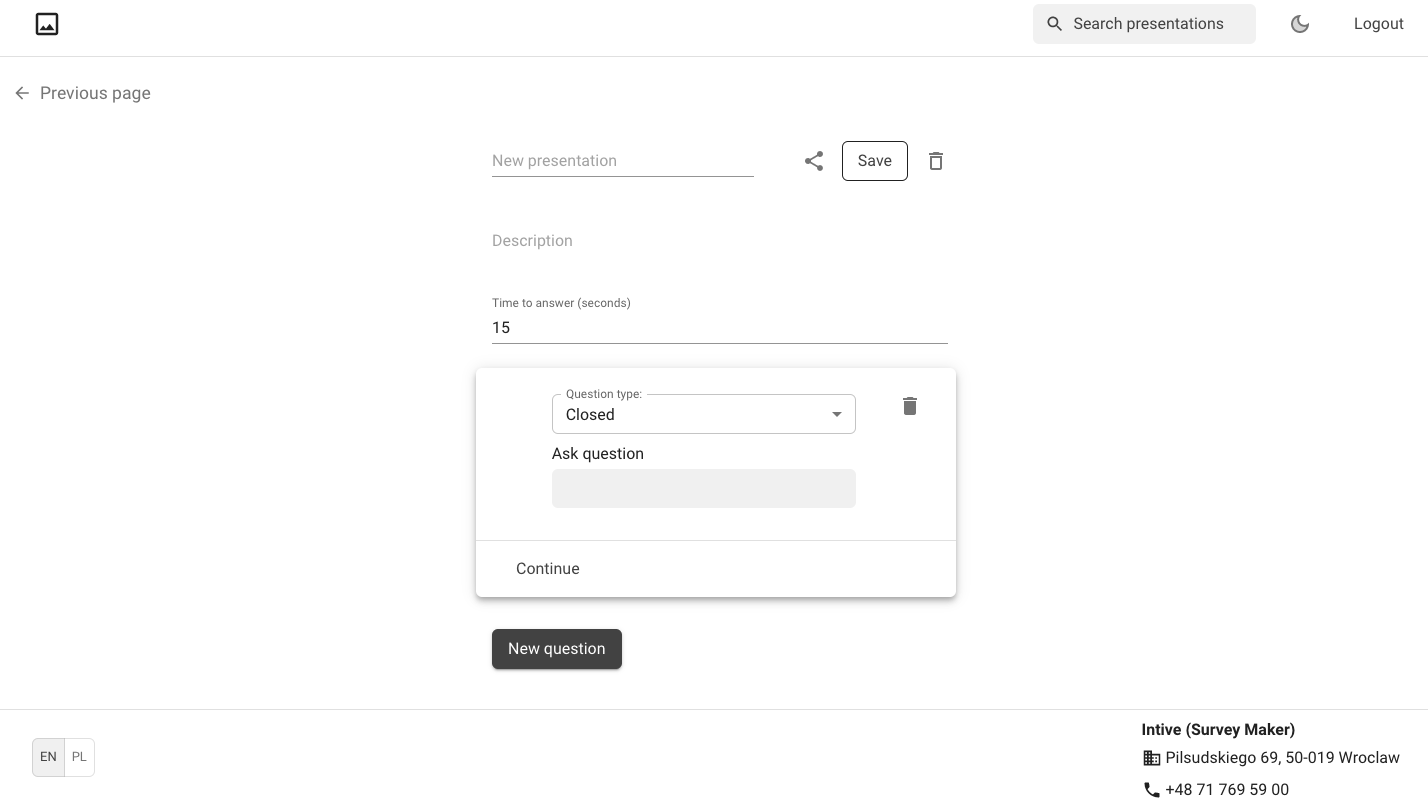 Search presentations
Logout
Previous page
New presentation
Save
Description
Time to answer (seconds)
15
Question type:
Closed
Ask question
Continue
New question
EN PL
Intive (Survey Maker)
Pilsudskiego 69, 50-019 Wroclaw
+48 71 769 59 00